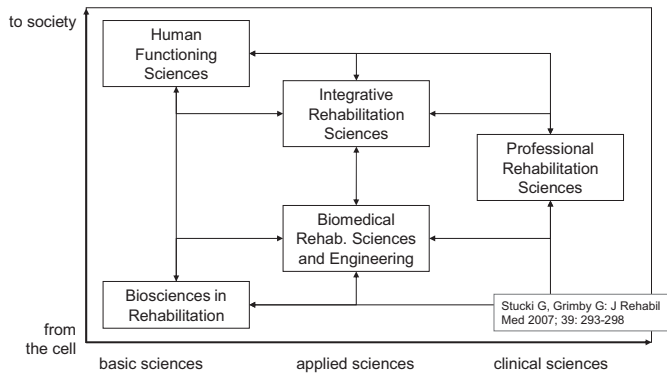 to society
Human
Functioning
Sciences
Integrative
Rehabilitation
Sciences
Professional
Rehabilitation
Sciences
Biomedical
Rehab. Sciences
and Engineering
Biosciences in
Rehabilitation
Stucki G, Grimby G: J Rehabil
Med 2007; 39: 293-298
from
the cell
basic sciences
applied sciences
clinical sciences